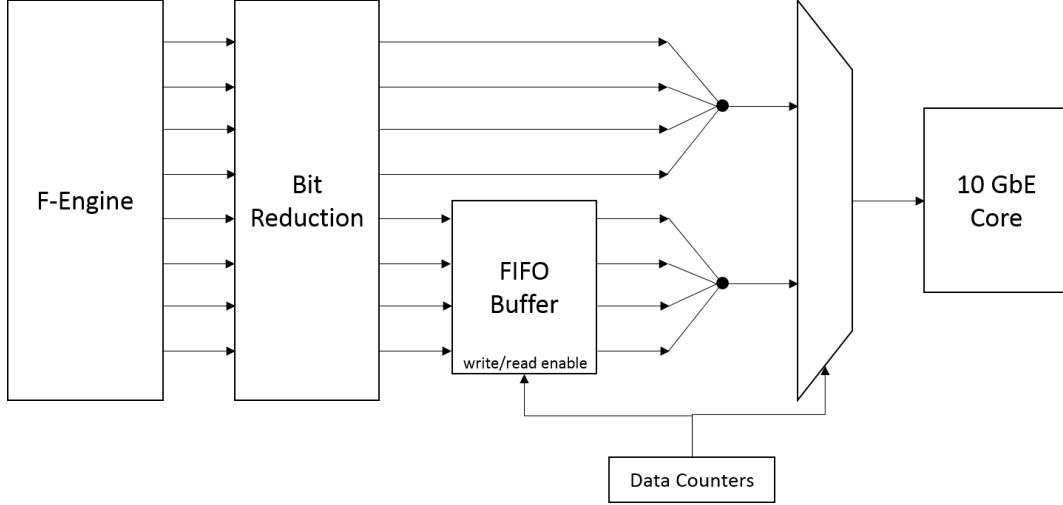 F-Engine
Bit
Reduction
FIFO
Buffer
write/read enable
10 GbE
Core
Data Counters